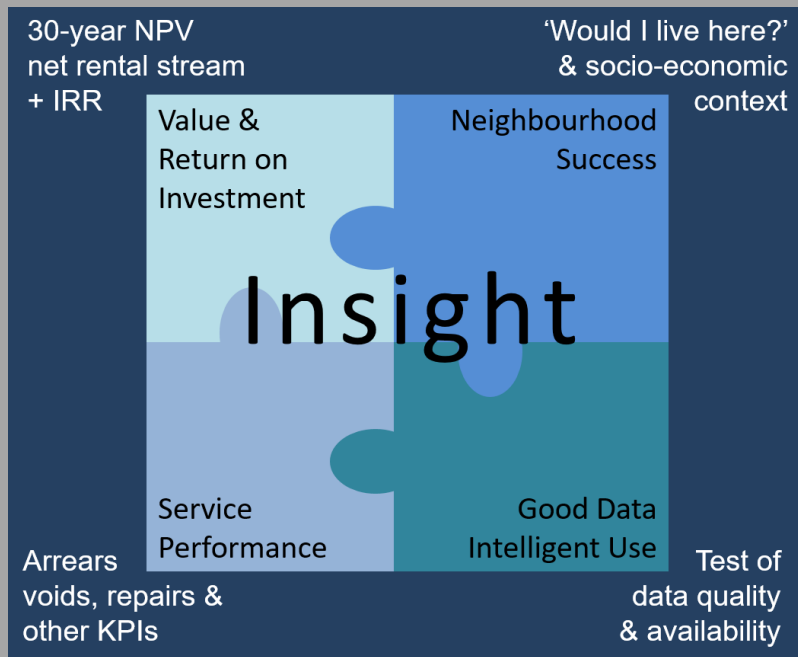 30-year NPV
net rental stream
+ IRR
‘Would I live here?’
& socio-economic
context
Value &
Return on
Investment
Neighbourhood
Success
Insight
Service
Performance
Good Data
Intelligent Use
Arrears
voids, repairs &
other KPIs
Test of
data quality
& availability